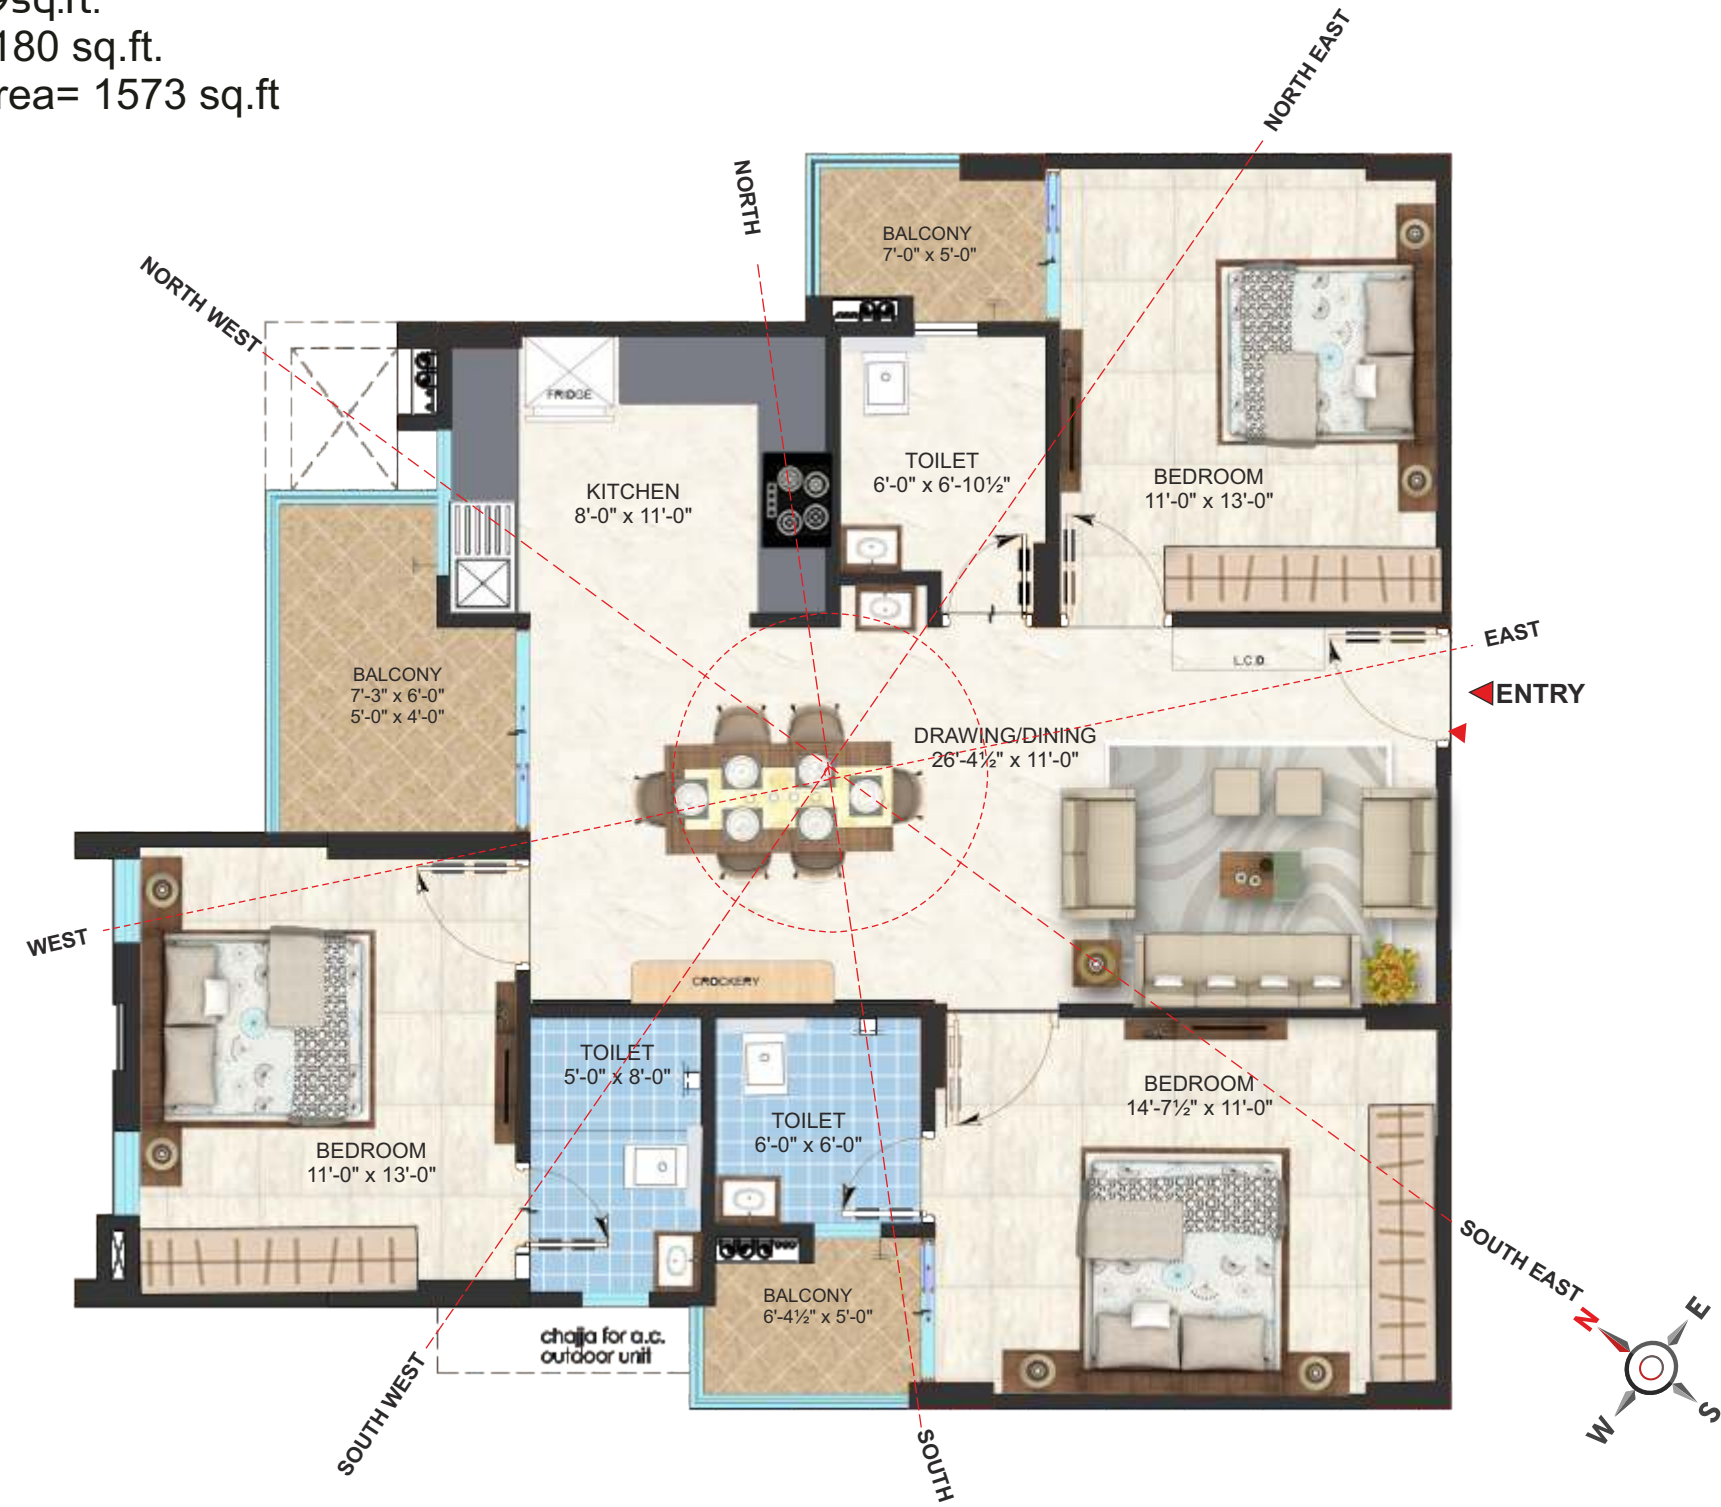 sq.ft.
180 sq.ft.
rea= 1573 sq.ft
NORTH EAST
NORTH
NORTH WEST
BALCONY
7'-0" x 5'-0"
FRIDGE
KITCHEN
8'-0" x 11'-0"
TOILET
6'-0" x 6'-10½"
BEDROOM
11'-0" x 13'-0"
EAST
L.C.D
ENTRY
BALCONY
7'-3" x 6'-0"
5'-0" x 4'-0"
DRAWING/DINING
26'-4½" x 11'-0"
WEST
CROCKERY
TOILET
5'-0" x 8'-0"
BEDROOM
14'-7½" x 11'-0"
TOILET
6'-0" x 6'-0"
BEDROOM
11'-0" x 13'-0"
SOUTH EAST
BALCONY
6'-4½" x 5'-0"
chajja for a.c.
outdoor unit
SOUTH WEST
SOUTH
N
E
W
S